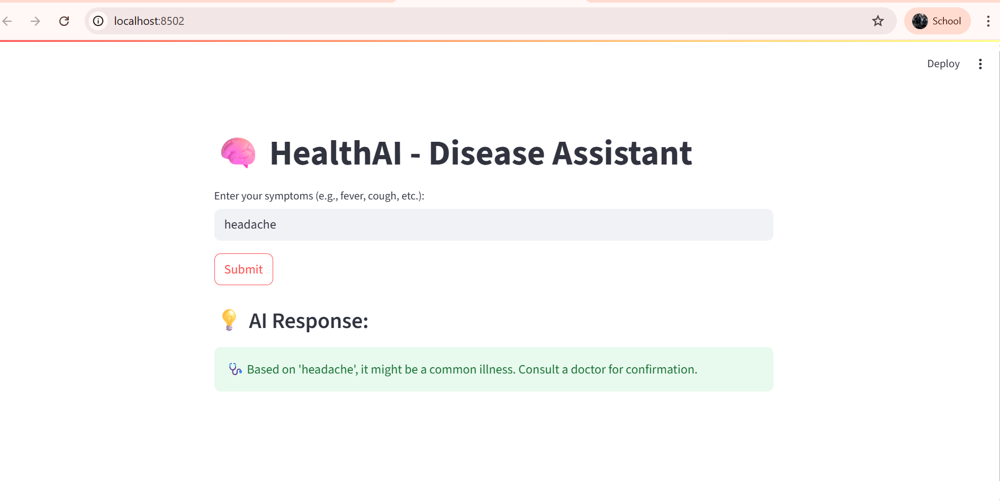 localhost:8502
School
Deploy
HealthAI - Disease Assistant
Enter your symptoms (e.g., fever, cough, etc.):
headache
Submit
AI Response:
Based on 'headache', it might be a common illness. Consult a doctor for confirmation.